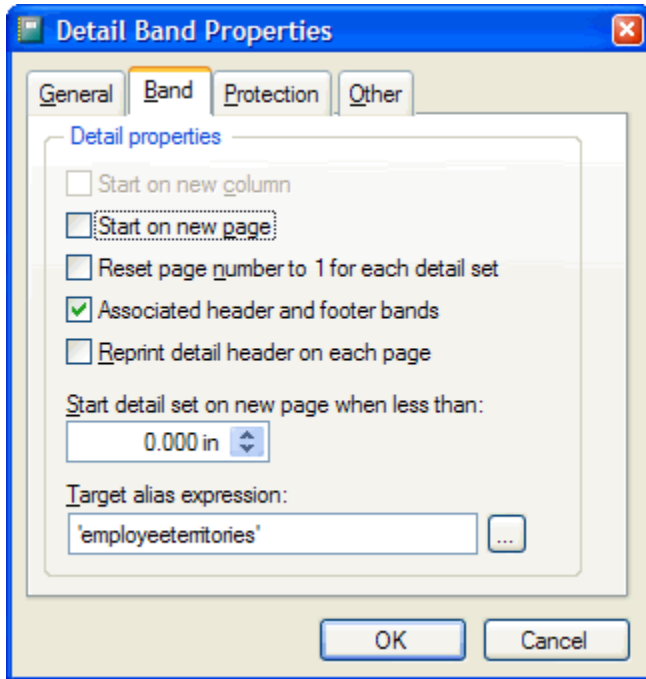 Detail Band Properties
General Band Protection Other
Detail properties
Start on new column
Start on new page
Reset page number to 1 for each detail set
Associated header and footer bands
Reprint detail header on each page
Start detail set on new page when less than:
0.000 in
Target alias expression:
'employeeterritories'
...
OK Cancel